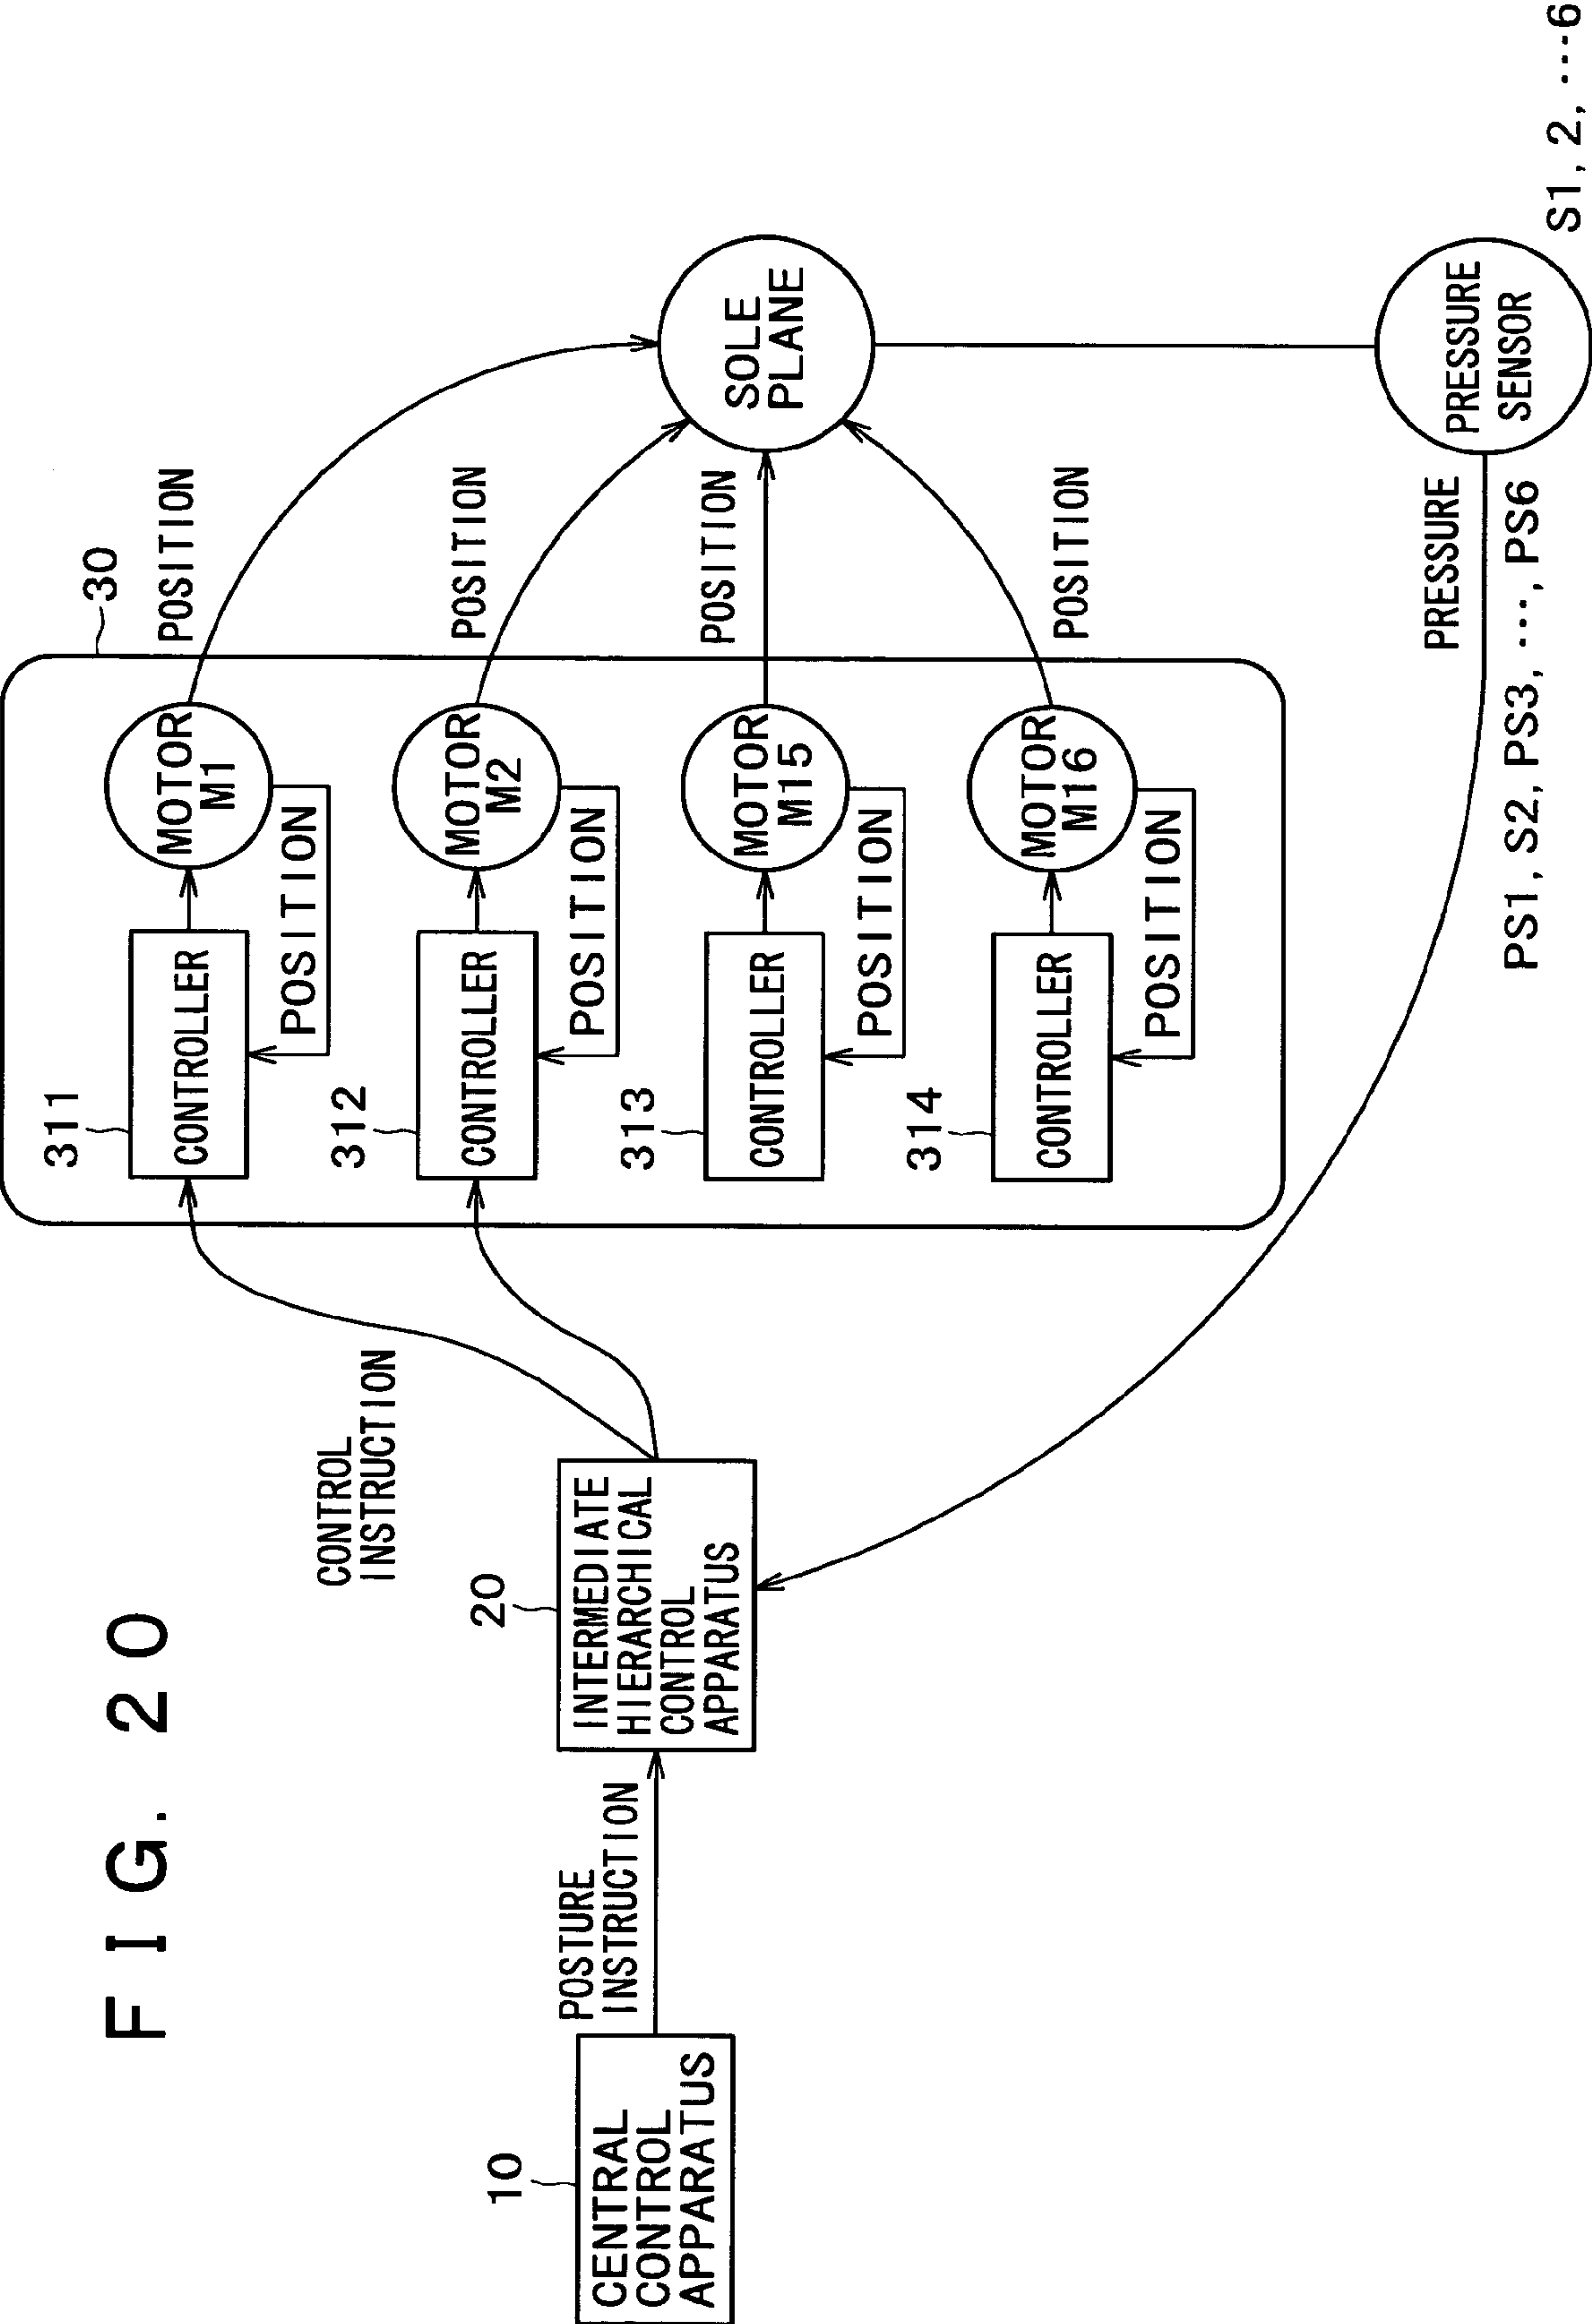 FIG. 20
10
CENTRAL
CONTROL
APPARATUS
POSTURE
INSTRUCTION
20
INTERMEDIATE
HIERARCHICAL
CONTROL
APPARATUS
CONTROL
INSTRUCTION
30
311
CONTROLLER
MOTOR
M1
POSITION
POSITION
312
CONTROLLER
MOTOR
M2
POSITION
POSITION
313
CONTROLLER
MOTOR
M15
POSITION
POSITION
314
CONTROLLER
MOTOR
M16
POSITION
POSITION
SOLE
PLANE
PRESSURE
SENSOR
S1, 2, ···6
PRESSURE
PS1, S2, PS3, ···, PS6